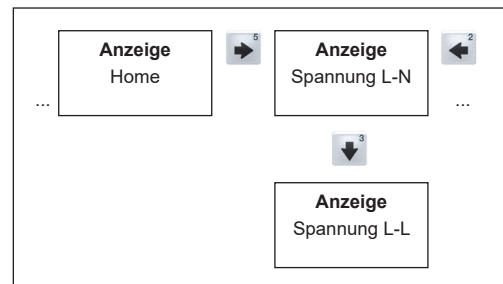 Anzeige
Home
5
Anzeige
Spannung L-N
2
...
...
3
Anzeige
Spannung L-L